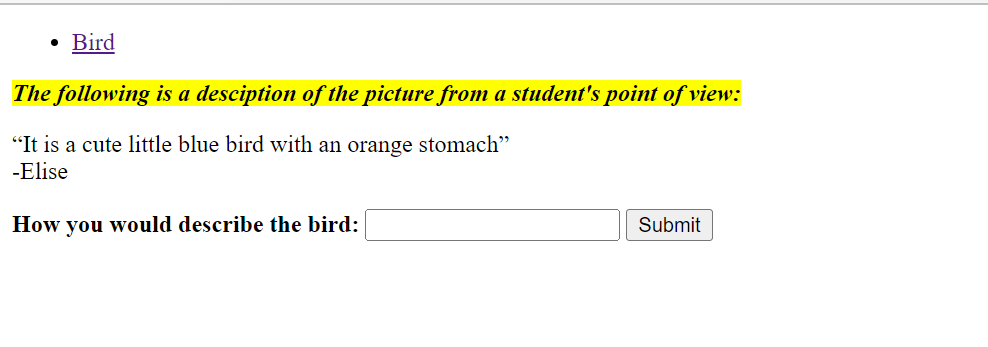 Bird
The following is a desciption of the picture from a student's point of view:
“It is a cute little blue bird with an orange stomach”
-Elise
How you would describe the bird: Submit